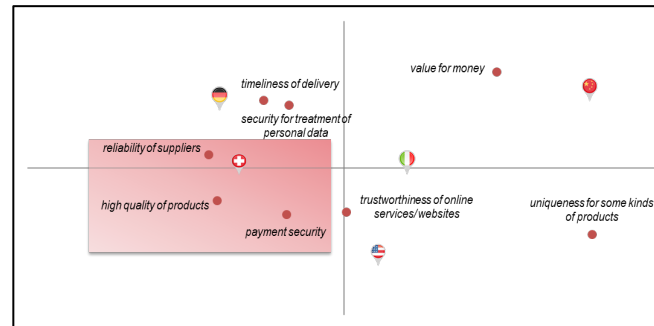 value for money
timeliness of delivery
security for treatment of
personal data
reliability of suppliers
high quality of products
trustworthiness of online
services/websites
uniqueness for some kinds
of products
payment security